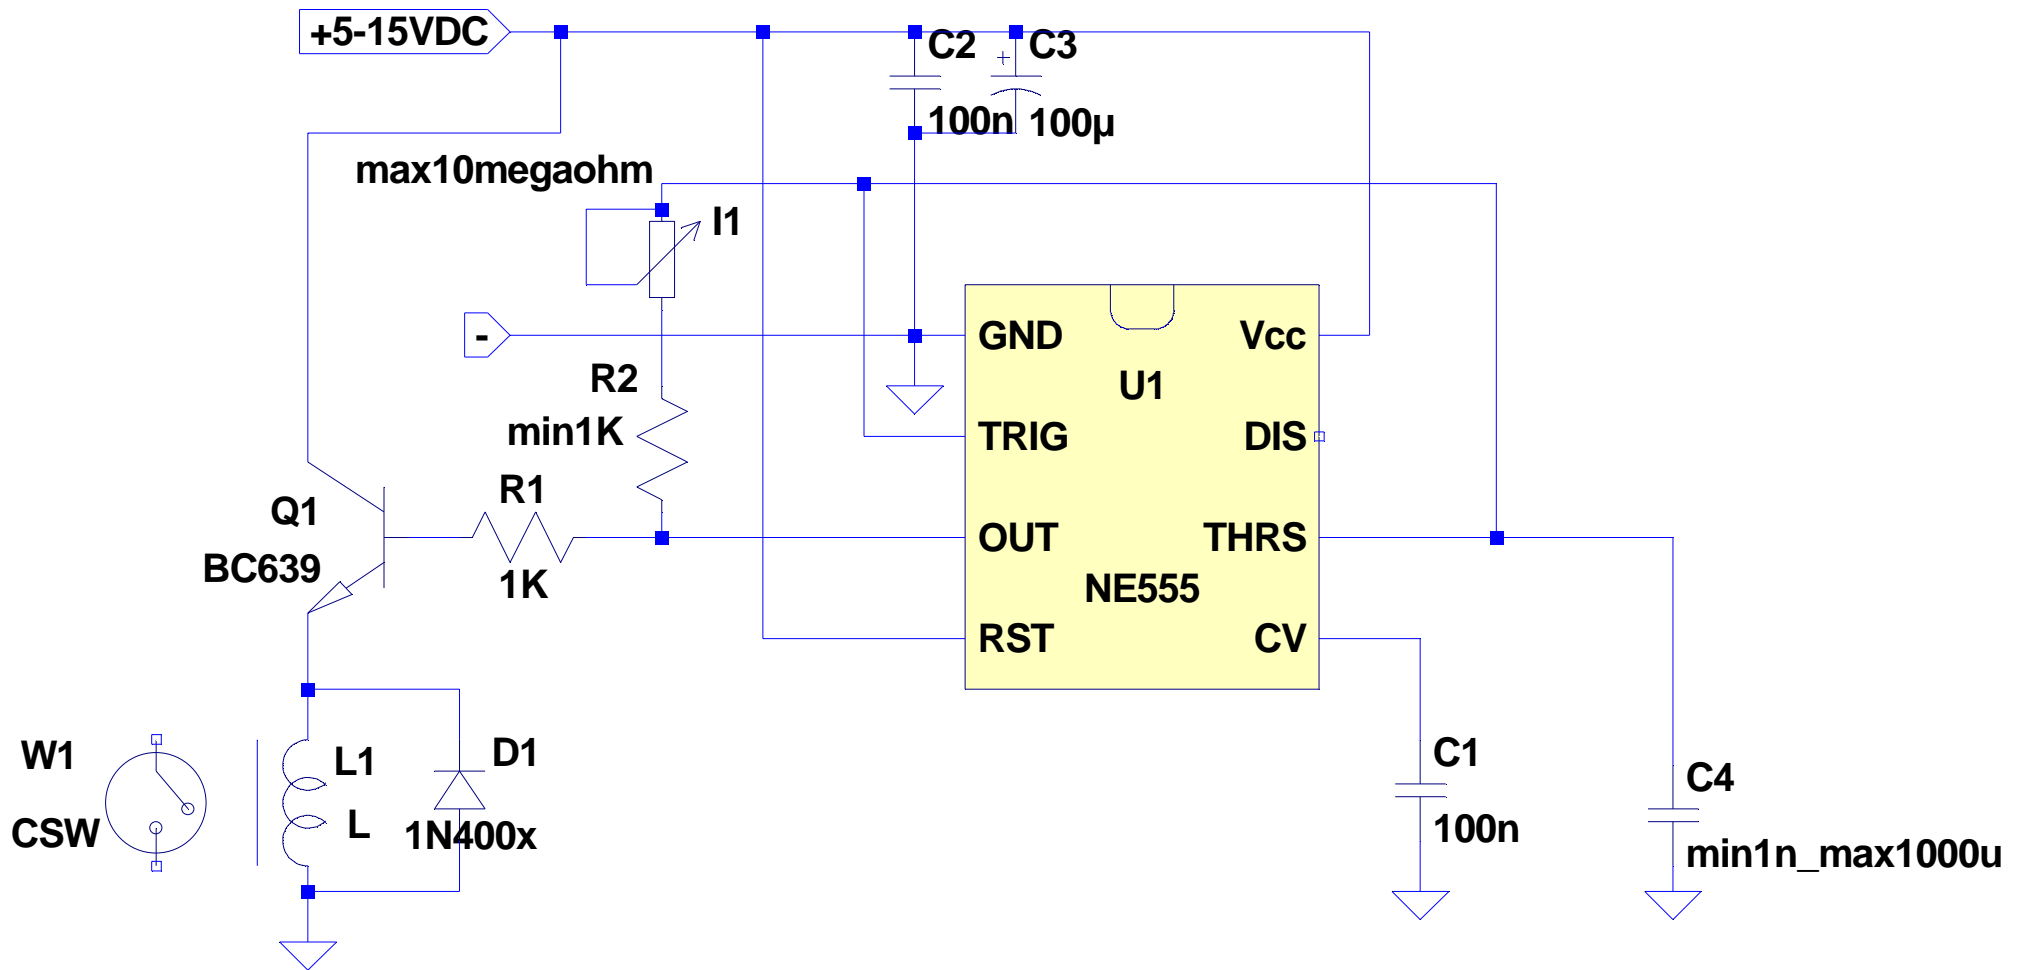 +5-15VDC
C2
C3
+
100n
100µ
max10megaohm
I1
-
GND
Vcc
R2
U1
min1K
TRIG
DIS
R1
Q1
OUT
THRS
BC639
1K
NE555
RST
CV
W1
L1
D1
C1
C4
CSW
L
1N400x
100n
min1n_max1000u